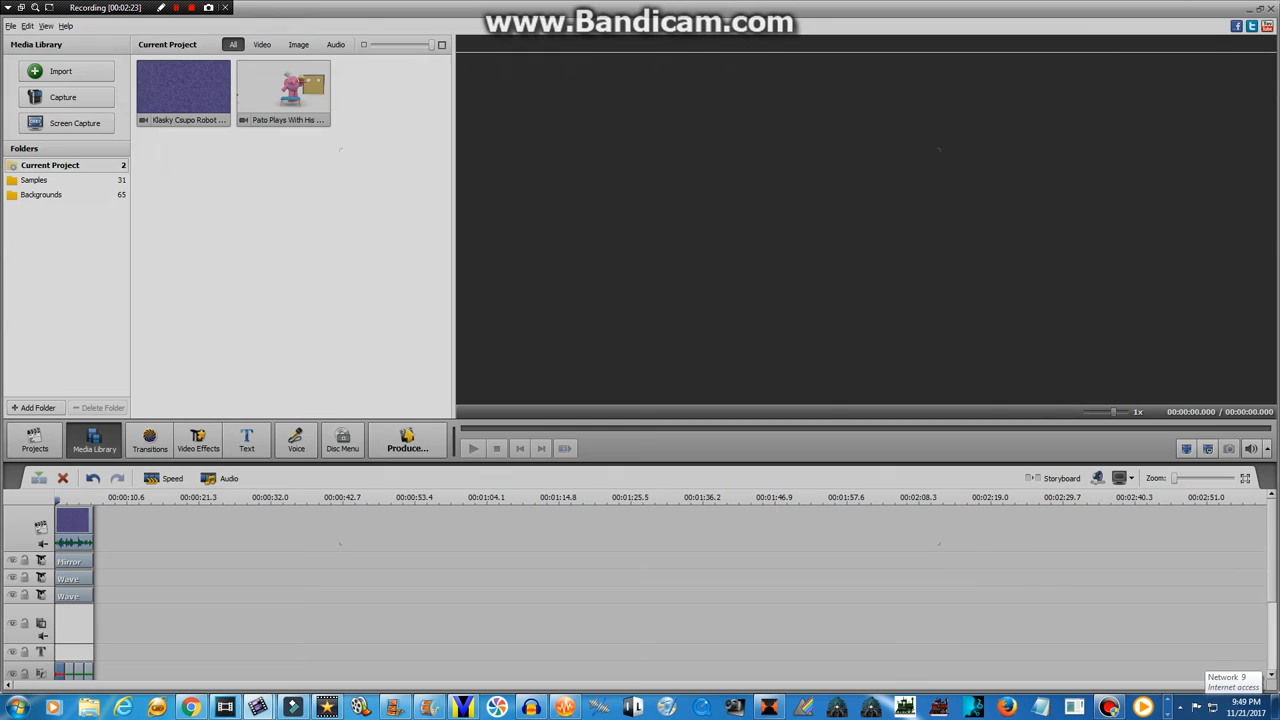 Recording [00:02:23]
www.Bandicam.com
File Edit View Help
Media Library
Current Project
All Video Image Audio
Import
Capture
Screen Capture
Klasky Csupo Robot ...
Pato Plays With His ...
Folders
Current Project 2
Samples 31
Backgrounds 65
Add Folder
Delete Folder
1x
00:00:00.000 / 00:00:00.000
Projects
Media Library
Transitions
Video Effects
Text
Voice
Disc Menu
Produce...
Speed
Audio
Storyboard
Zoom:
00:00:10.6 00:00:21.3 00:00:32.0 00:00:42.7 00:00:53.4 00:01:04.1 00:01:14.8 00:01:25.5 00:01:36.2 00:01:46.9 00:01:57.6 00:02:08.3 00:02:19.0 00:02:29.7 00:02:40.3 00:02:51.0
Mirror
Wave
Wave
T
Network 9
Internet access
9:49 PM
11/21/2017